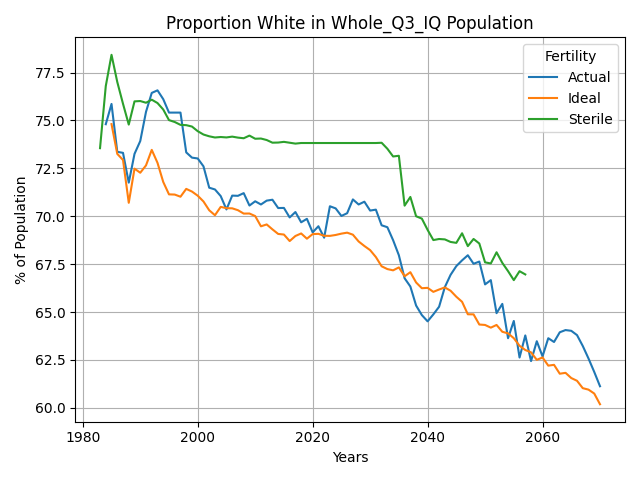 Proportion White in Whole_Q3_IQ Population
% of Population
77.5
75.0
72.5
70.0
67.5
65.0
62.5
60.0
1980
2000
2020
2040
2060
Years
Fertility
Actual
Ideal
Sterile